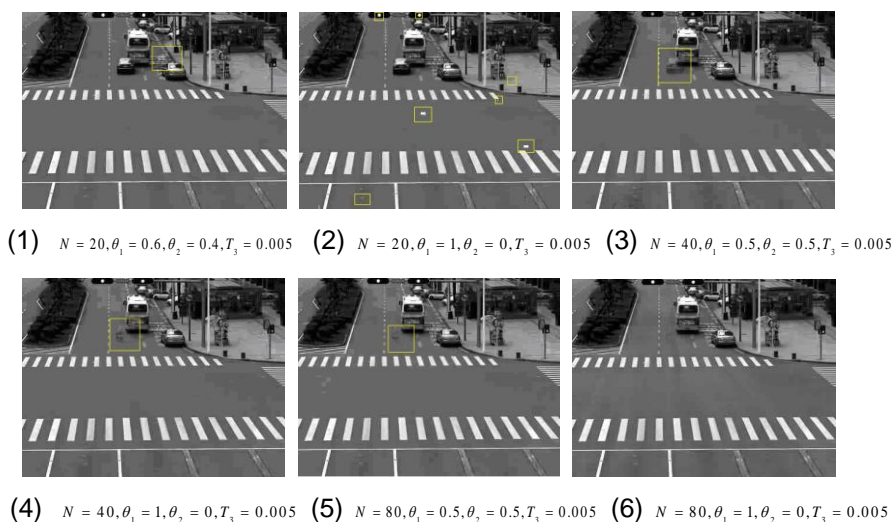 (1) N = 20, θ₁ = 0.6, θ₂ = 0.4, T₃ = 0.005
(2) N = 20, θ₁ = 1, θ₂ = 0, T₃ = 0.005
(3) N = 40, θ₁ = 0.5, θ₂ = 0.5, T₃ = 0.005
(4) N = 40, θ₁ = 1, θ₂ = 0, T₃ = 0.005
(5) N = 80, θ₁ = 0.5, θ₂ = 0.5, T₃ = 0.005
(6) N = 80, θ₁ = 1, θ₂ = 0, T₃ = 0.005